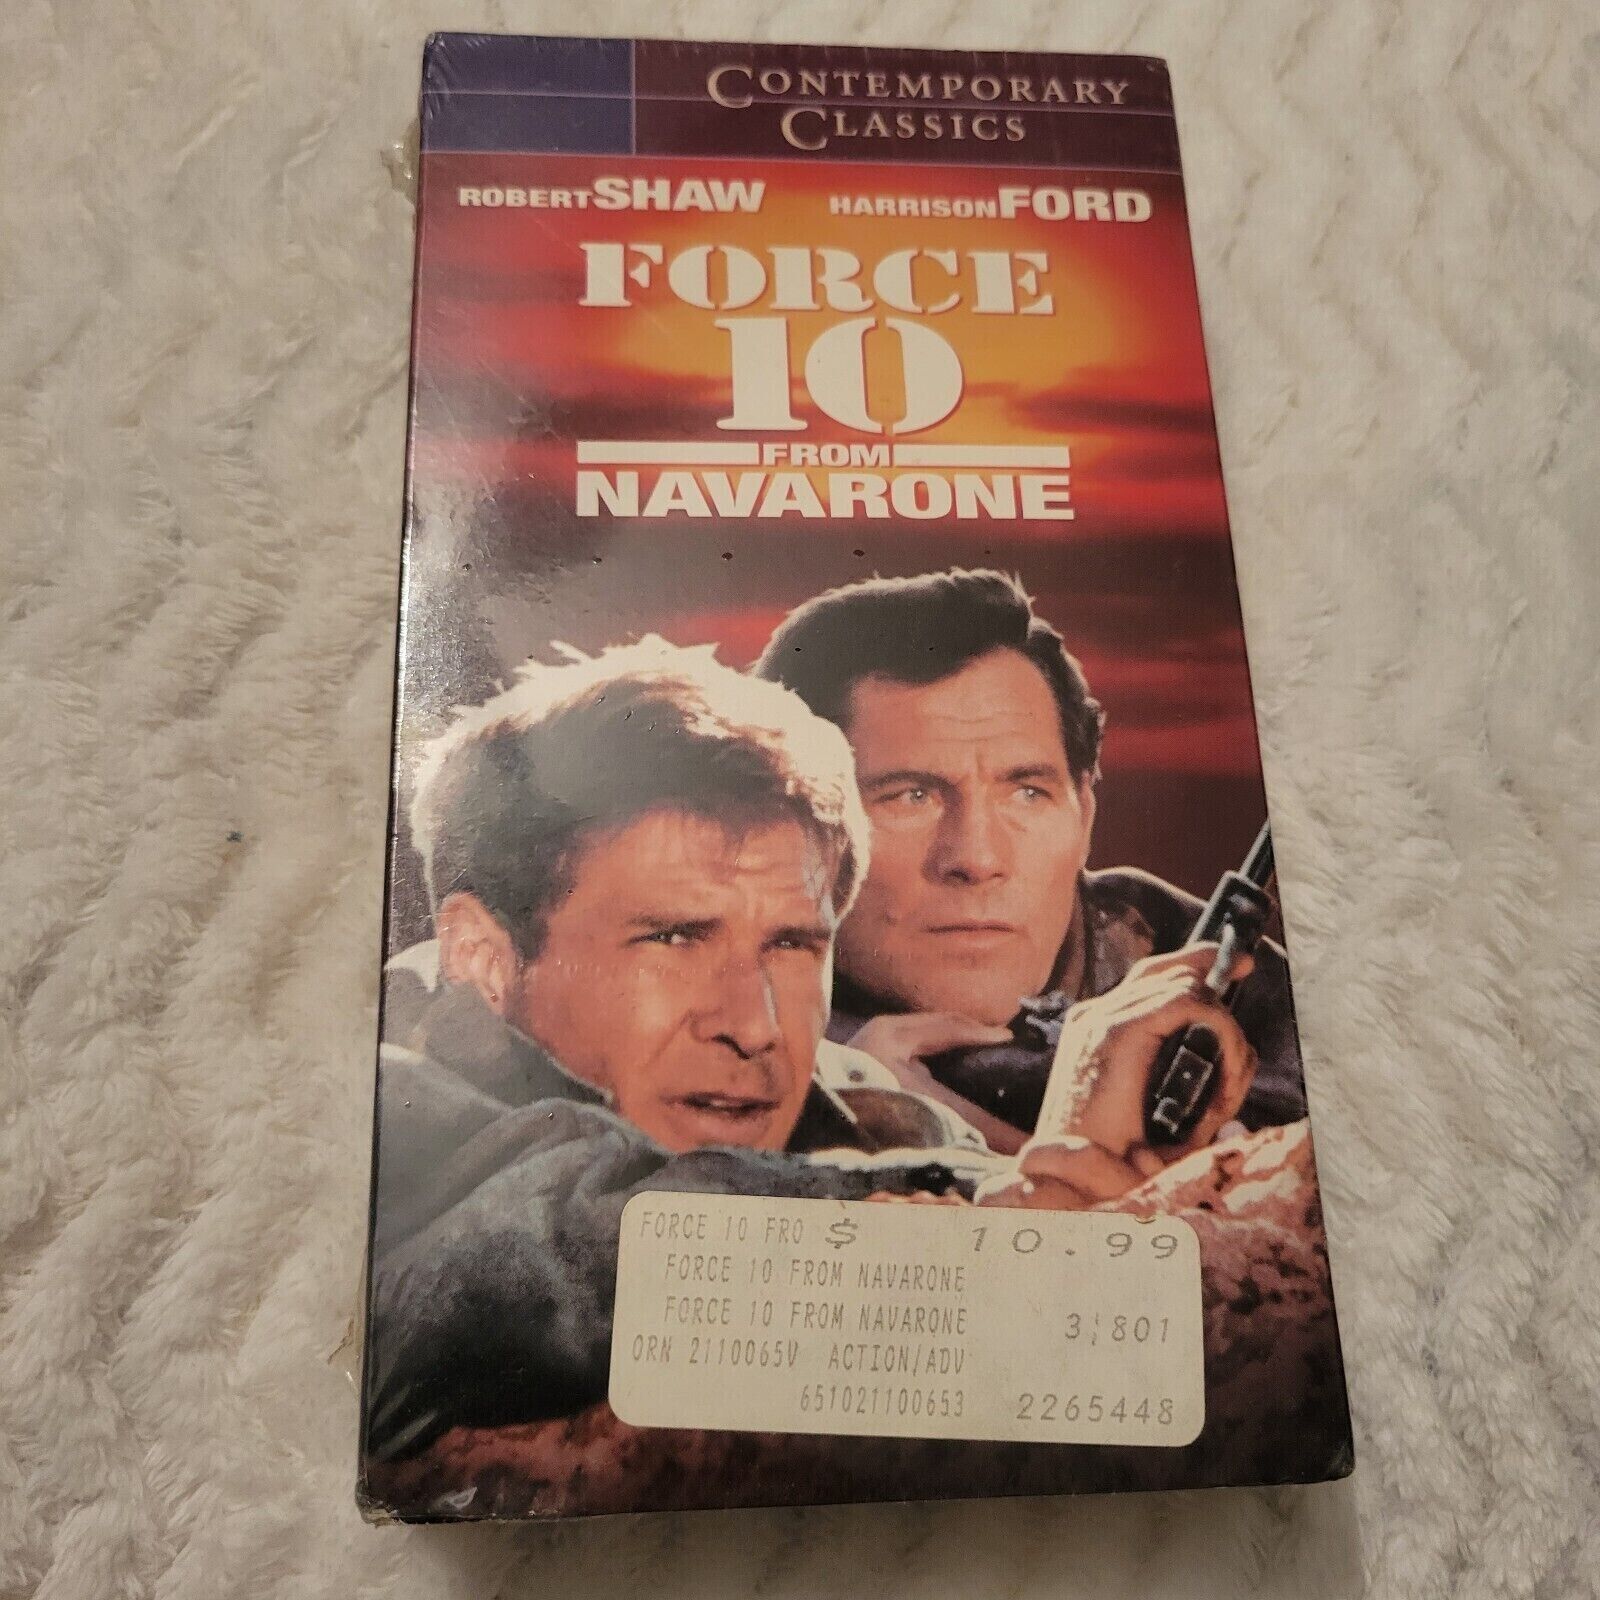 CONTEMPORARY
CLASSICS
ROBERT SHAW HARRISON FORD
FORCE
10
FROM
NAVARONE
FORCE 10 FRO $ 10.99
FORCE 10 FROM NAVARONE
FORCE 10 FROM NAVARONE 3,801
ORN 2110065V ACTION/ADV
651021100653 2265448